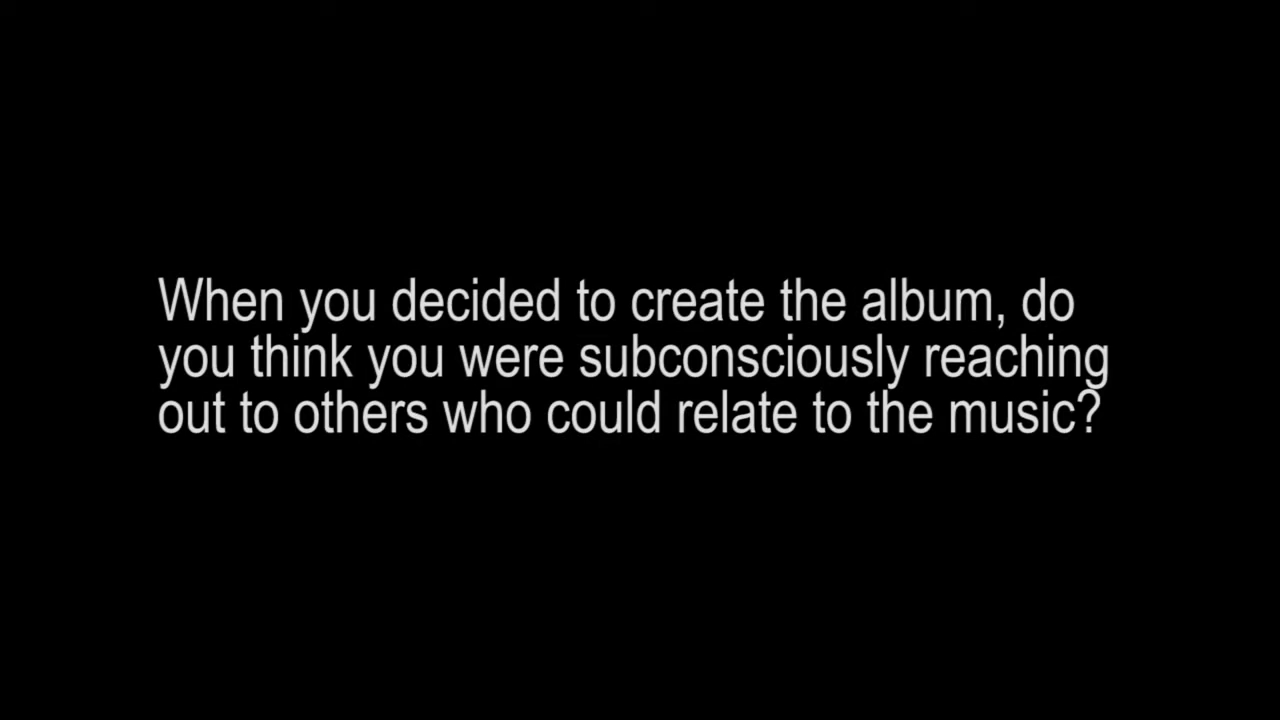 When you decided to create the album, do
you think you were subconsciously reaching
out to others who could relate to the music?